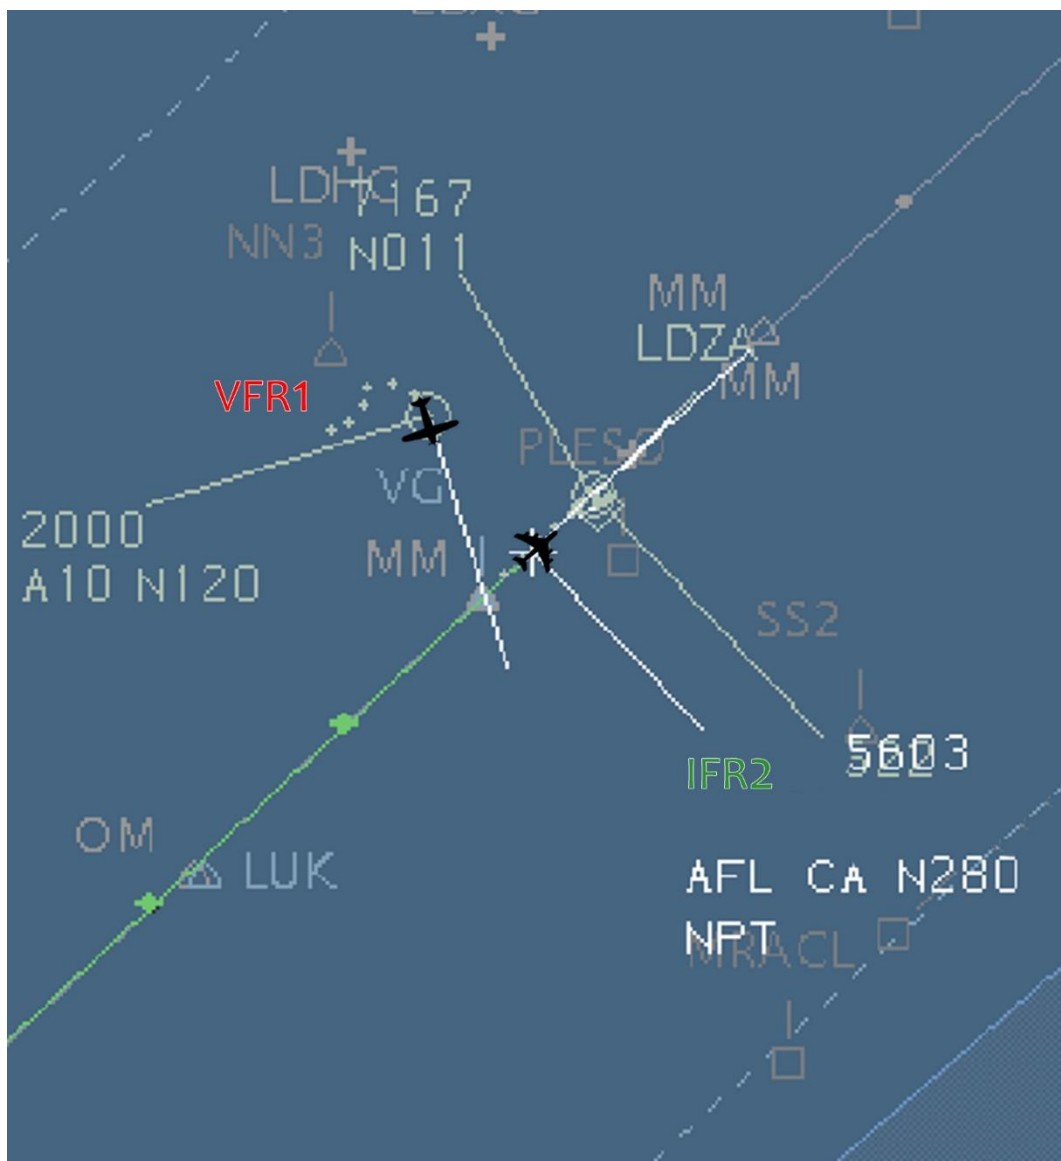 LDHG
7167
NN3
N011
MM
LDZA
MM
VFR1
PLESO
VG
2000
MM
A10 N120
SS2
5603
IFR2
OM
LUK
AFL CA N280
NPT
MRACL